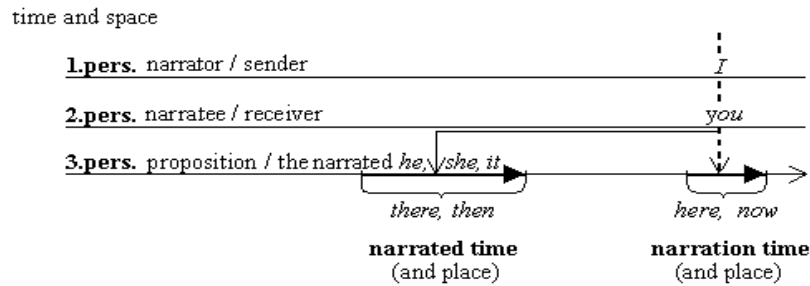 time and space
1.pers. narrator / sender I
2.pers. narratee / receiver you
3.pers. proposition / the narrated he, she, it
there, then here, now
narrated time narration time
(and place) (and place)